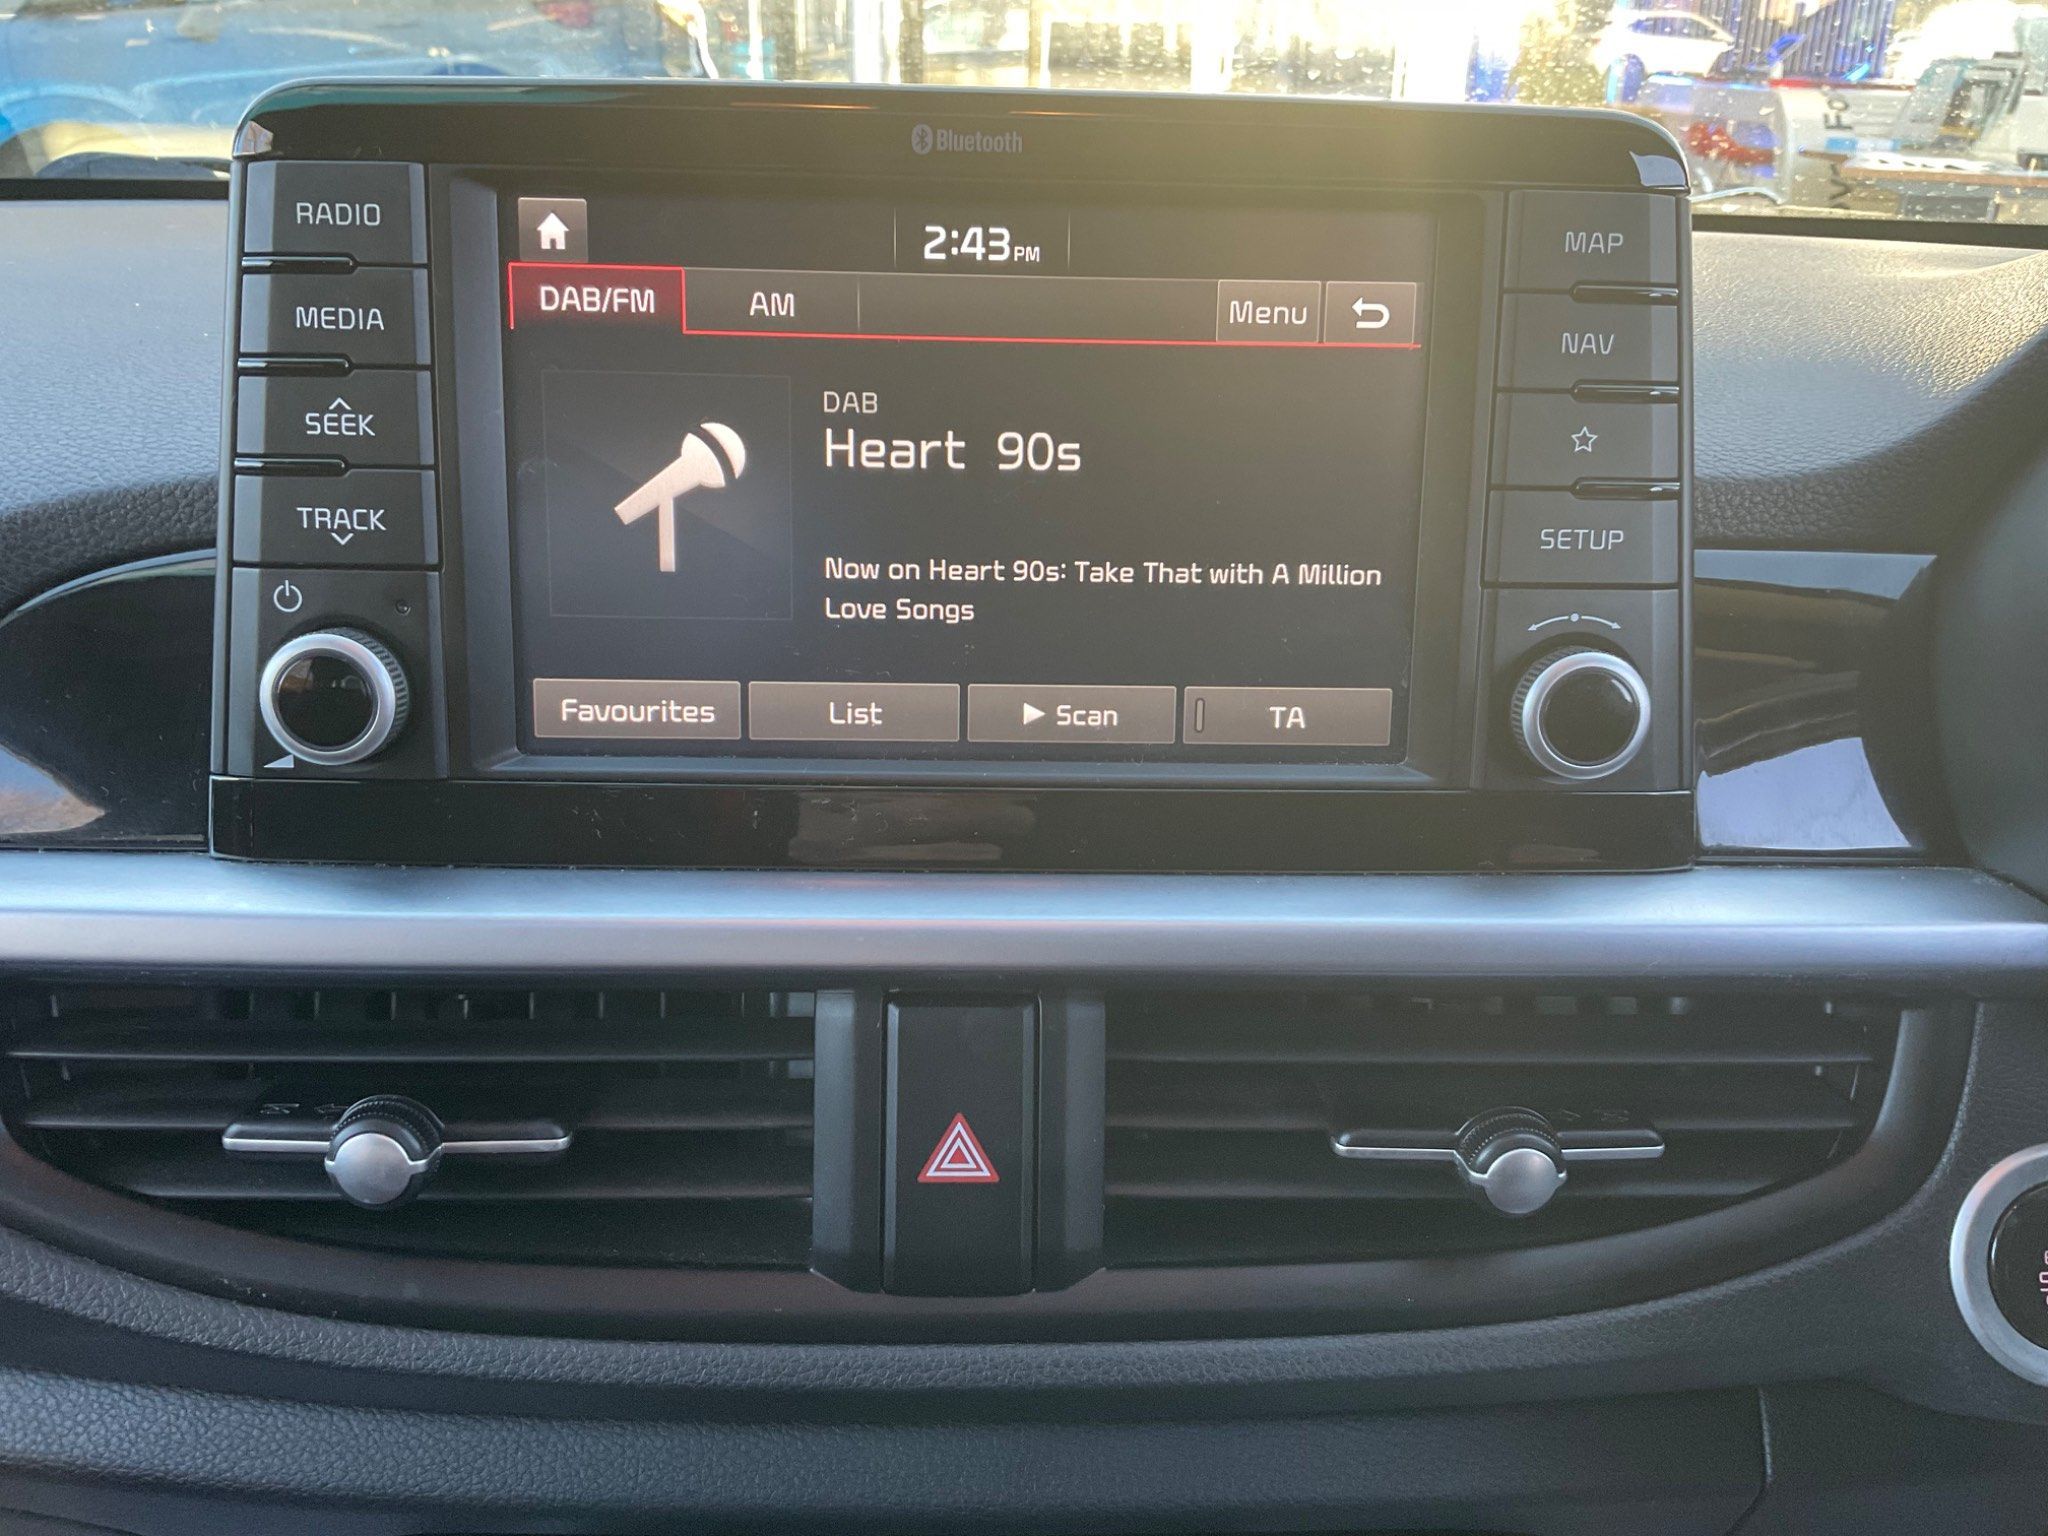 Bluetooth
RADIO
MEDIA
SEEK
TRACK
2:43PM
DAB/FM
AM
Menu
DAB
Heart 90s
Now on Heart 90s: Take That with A Million
Love Songs
Favourites
List
Scan
TA
MAP
NAV
SETUP